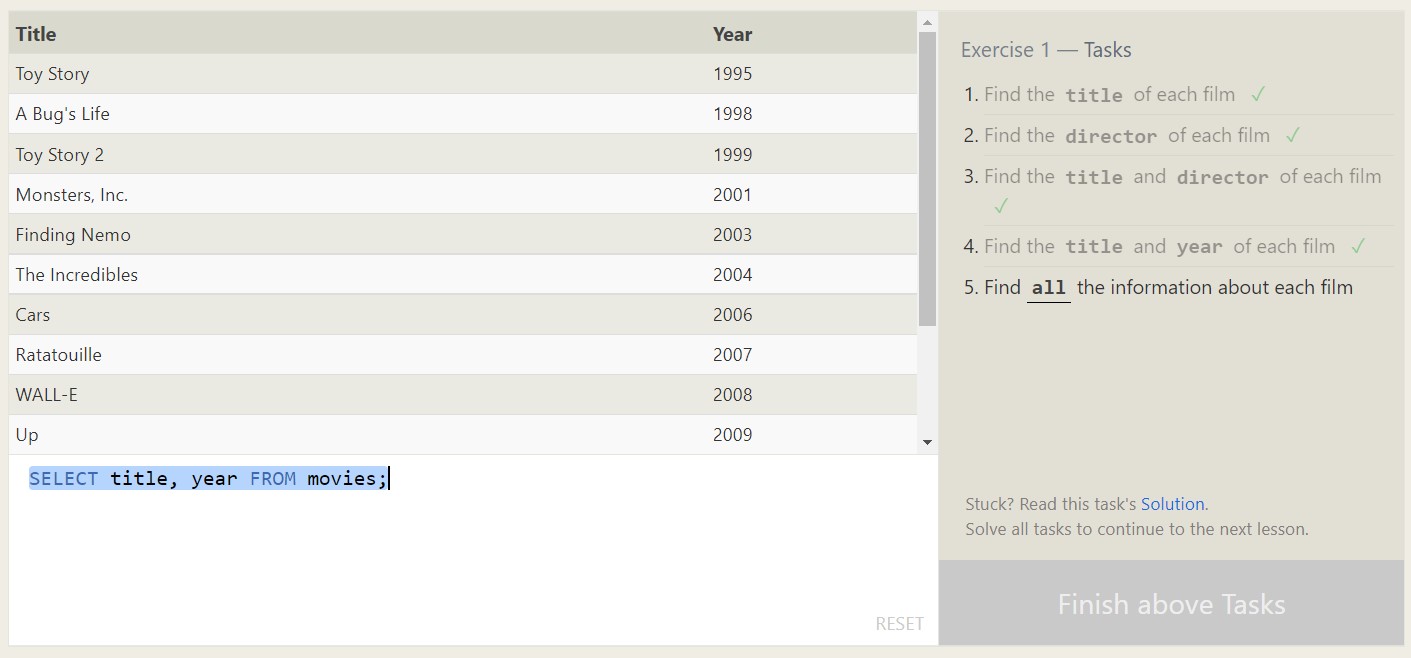 Title Year
Toy Story 1995
A Bug's Life 1998
Toy Story 2 1999
Monsters, Inc. 2001
Finding Nemo 2003
The Incredibles 2004
Cars 2006
Ratatouille 2007
WALL-E 2008
Up 2009
SELECT title, year FROM movies;
RESET
Exercise 1 — Tasks
1. Find the title of each film ✓
2. Find the director of each film ✓
3. Find the title and director of each film
✓
4. Find the title and year of each film ✓
5. Find all the information about each film
Stuck? Read this task's Solution.
Solve all tasks to continue to the next lesson.
Finish above Tasks